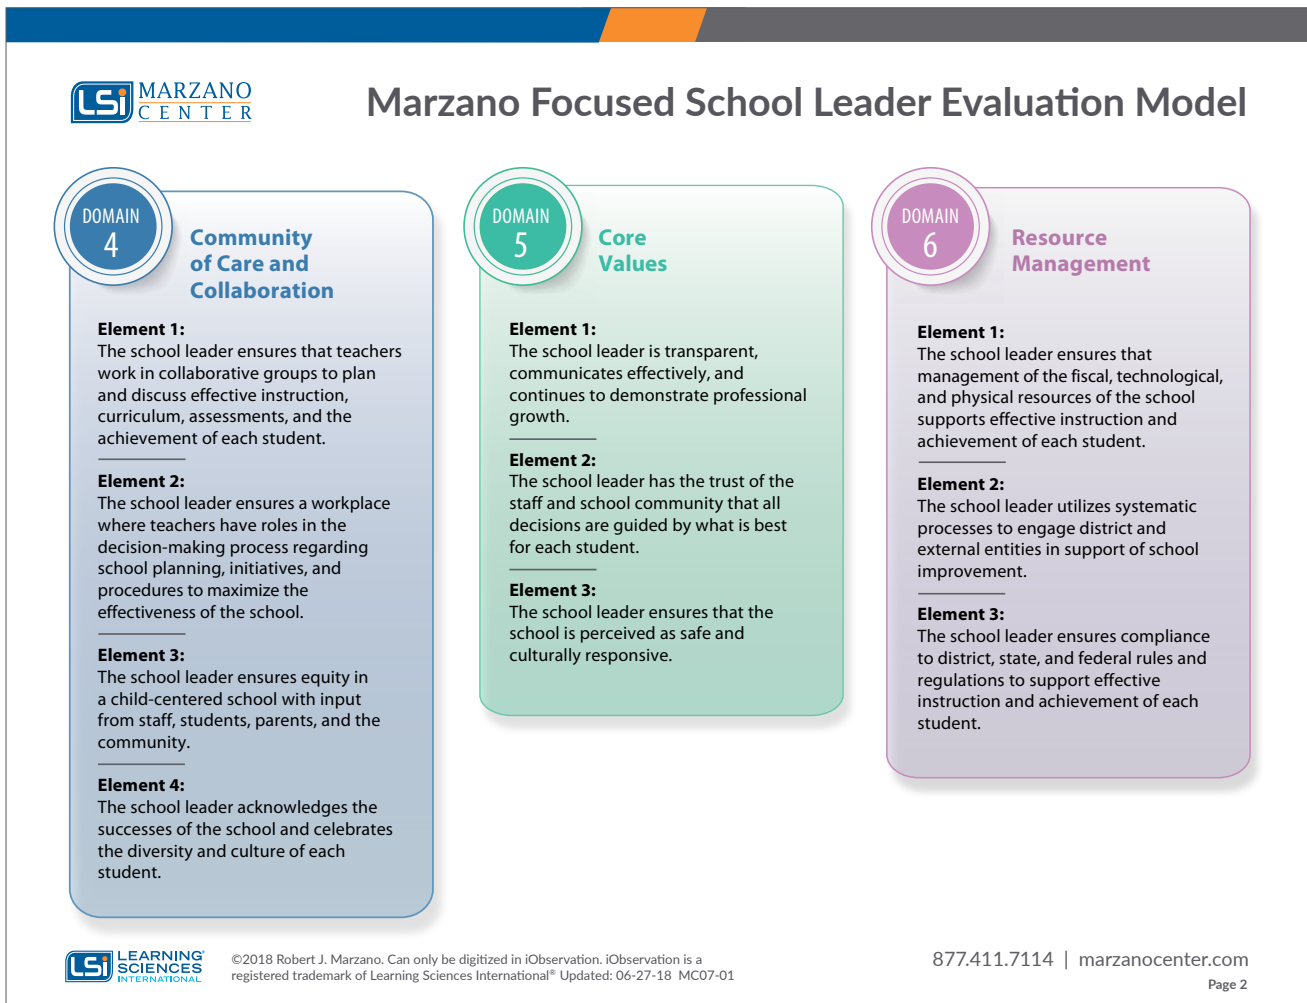 LSi MARZANO
CENTER
Marzano Focused School Leader Evaluation Model
DOMAIN
4
Community
of Care and
Collaboration
Element 1:
The school leader ensures that teachers
work in collaborative groups to plan
and discuss effective instruction,
curriculum, assessments, and the
achievement of each student.
Element 2:
The school leader ensures a workplace
where teachers have roles in the
decision-making process regarding
school planning, initiatives, and
procedures to maximize the
effectiveness of the school.
Element 3:
The school leader ensures equity in
a child-centered school with input
from staff, students, parents, and the
community.
Element 4:
The school leader acknowledges the
successes of the school and celebrates
the diversity and culture of each
student.
DOMAIN
5
Core
Values
Element 1:
The school leader is transparent,
communicates effectively, and
continues to demonstrate professional
growth.
Element 2:
The school leader has the trust of the
staff and school community that all
decisions are guided by what is best
for each student.
Element 3:
The school leader ensures that the
school is perceived as safe and
culturally responsive.
DOMAIN
6
Resource
Management
Element 1:
The school leader ensures that
management of the fiscal, technological,
and physical resources of the school
supports effective instruction and
achievement of each student.
Element 2:
The school leader utilizes systematic
processes to engage district and
external entities in support of school
improvement.
Element 3:
The school leader ensures compliance
to district, state, and federal rules and
regulations to support effective
instruction and achievement of each
student.
LSi LEARNING®
SCIENCES
INTERNATIONAL
©2018 Robert J. Marzano. Can only be digitized in iObservation. iObservation is a
registered trademark of Learning Sciences International® Updated: 06-27-18 MC07-01
877.411.7114 | marzanocenter.com
Page 2